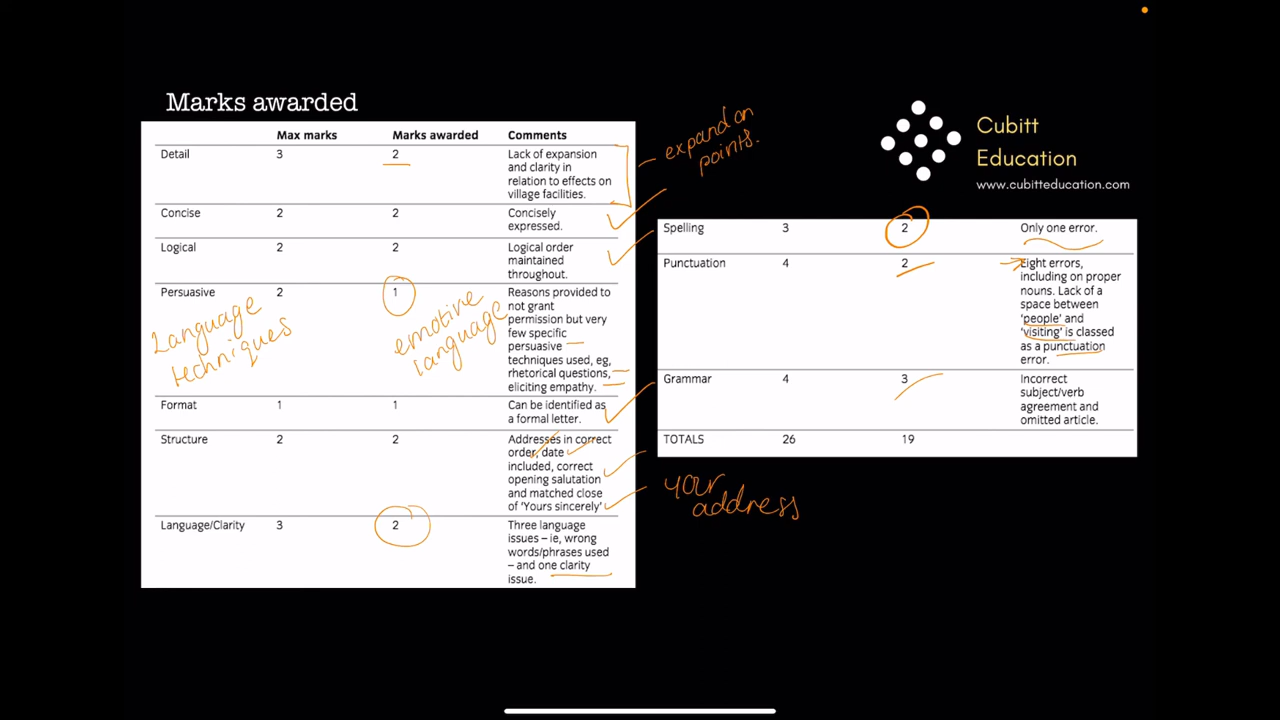 Marks awarded
Max marks Marks awarded Comments
Detail 3 2 Lack of expansion
and clarity in
relation to effects on
village facilities.
Concise 2 2 Concisely
expressed.
Logical 2 2 Logical order
maintained
throughout.
Persuasive 2 1 Reasons provided to
not grant
permission but very
few specific
persuasive
techniques used, eg,
rhetorical questions,
eliciting empathy.
Language
techniques
emotive
language
Format 1 1 Can be identified as
a formal letter.
Structure 2 2 Addresses in correct
order, date
included, correct
opening salutation
and matched close
of 'Yours sincerely'
Language/Clarity 3 2 Three language
issues – ie, wrong
words/phrases used
– and one clarity
issue.
expand on
points.
Cubitt
Education
www.cubitteducation.com
Spelling 3 2 Only one error.
Punctuation 4 2 Eight errors,
including on proper
nouns. Lack of a
space between
'people' and
'visiting' is classed
as a punctuation
error.
Grammar 4 3 Incorrect
subject/verb
agreement and
omitted article.
TOTALS 26 19
your
address